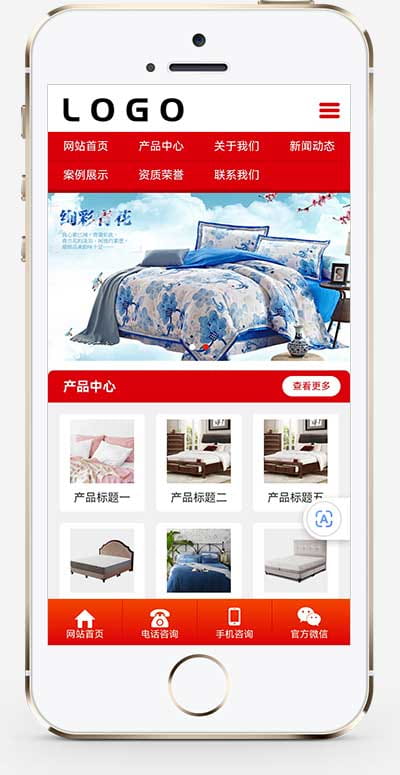 LOGO
网站首页 产品中心 关于我们 新闻动态
案例展示 资质荣誉 联系我们
绚彩青花
产品中心 查看更多
产品标题一 产品标题二 产品标题五
A
网站首页 电话咨询 手机咨询 官方微信